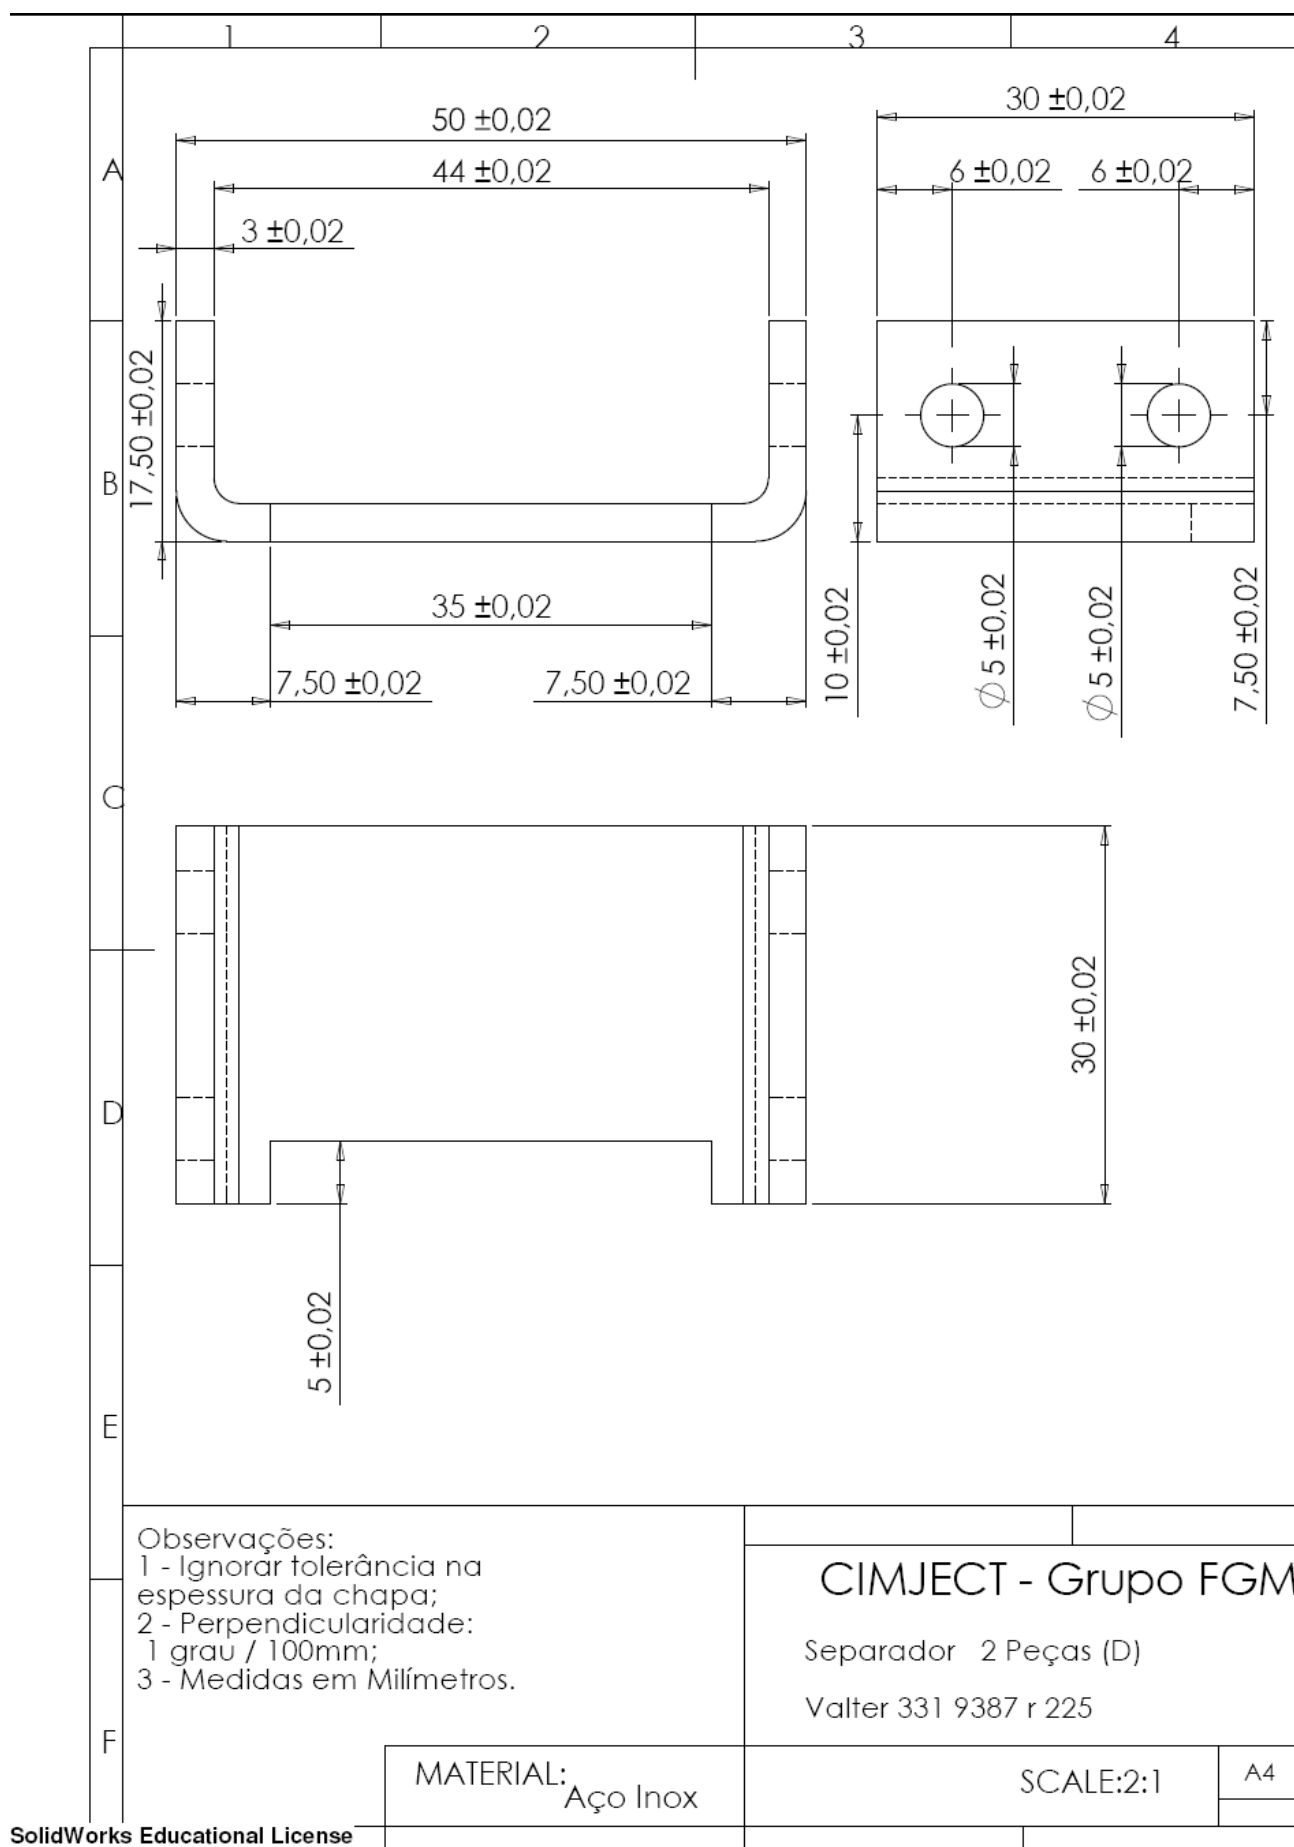 1 2 3 4
50 ±0,02
30 ±0,02
A
44 ±0,02
6 ±0,02 6 ±0,02
3 ±0,02
17,50 ±0,02
B
35 ±0,02
10 ±0,02
∅ 5 ±0,02
∅ 5 ±0,02
7,50 ±0,02
7,50 ±0,02 7,50 ±0,02
C
30 ±0,02
D
5 ±0,02
E
Observações:
1 - Ignorar tolerância na
espessura da chapa;
2 - Perpendicularidade:
1 grau / 100mm;
3 - Medidas em Milímetros.
CIMJECT - Grupo FGM
Separador 2 Peças (D)
Valter 331 9387 r 225
F
MATERIAL:
Aço Inox
SCALE:2:1
A4
SolidWorks Educational License